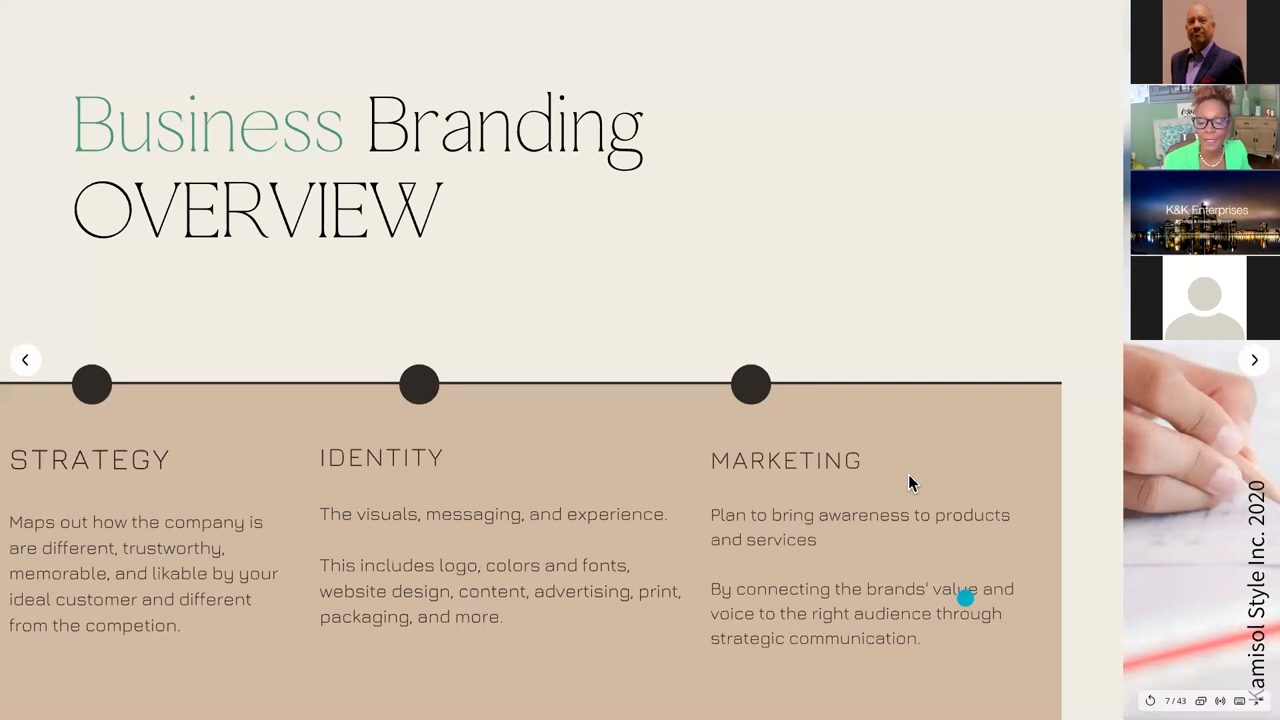 Business Branding
OVERVIEW
STRATEGY
Maps out how the company is
are different, trustworthy,
memorable, and likable by your
ideal customer and different
from the competion.
IDENTITY
The visuals, messaging, and experience.
This includes logo, colors and fonts,
website design, content, advertising, print,
packaging, and more.
MARKETING
Plan to bring awareness to products
and services
By connecting the brands' value and
voice to the right audience through
strategic communication.
K&K Enterprises
Kamisol Style Inc. 2020
7 / 43